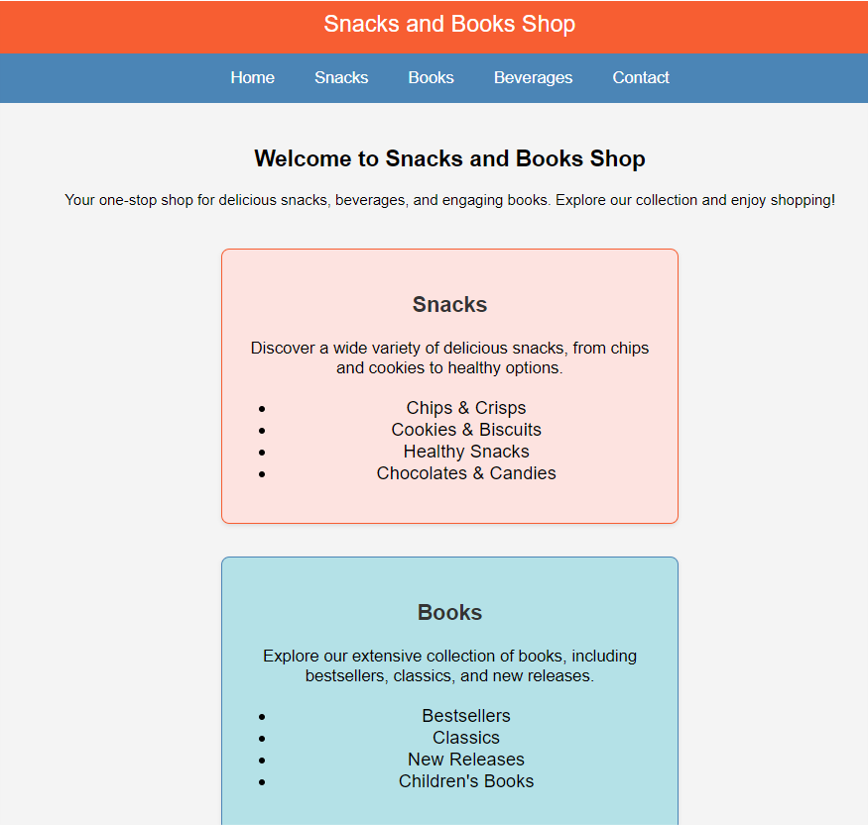 Snacks and Books Shop
Home Snacks Books Beverages Contact
Welcome to Snacks and Books Shop
Your one-stop shop for delicious snacks, beverages, and engaging books. Explore our collection and enjoy shopping!
Snacks
Discover a wide variety of delicious snacks, from chips
and cookies to healthy options.
• Chips & Crisps
• Cookies & Biscuits
• Healthy Snacks
• Chocolates & Candies
Books
Explore our extensive collection of books, including
bestsellers, classics, and new releases.
• Bestsellers
• Classics
• New Releases
• Children's Books